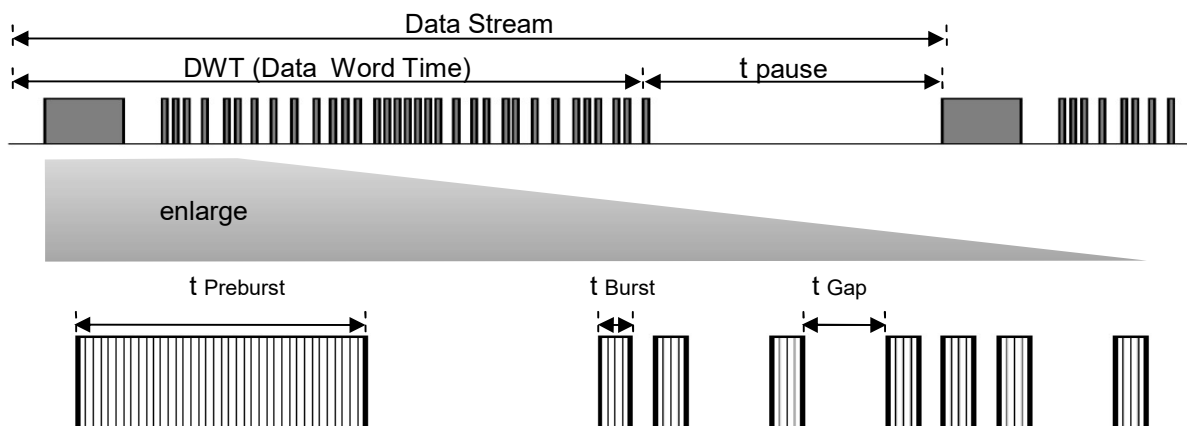 Data Stream
DWT (Data Word Time)
t pause
enlarge
t Preburst
t Burst
t Gap